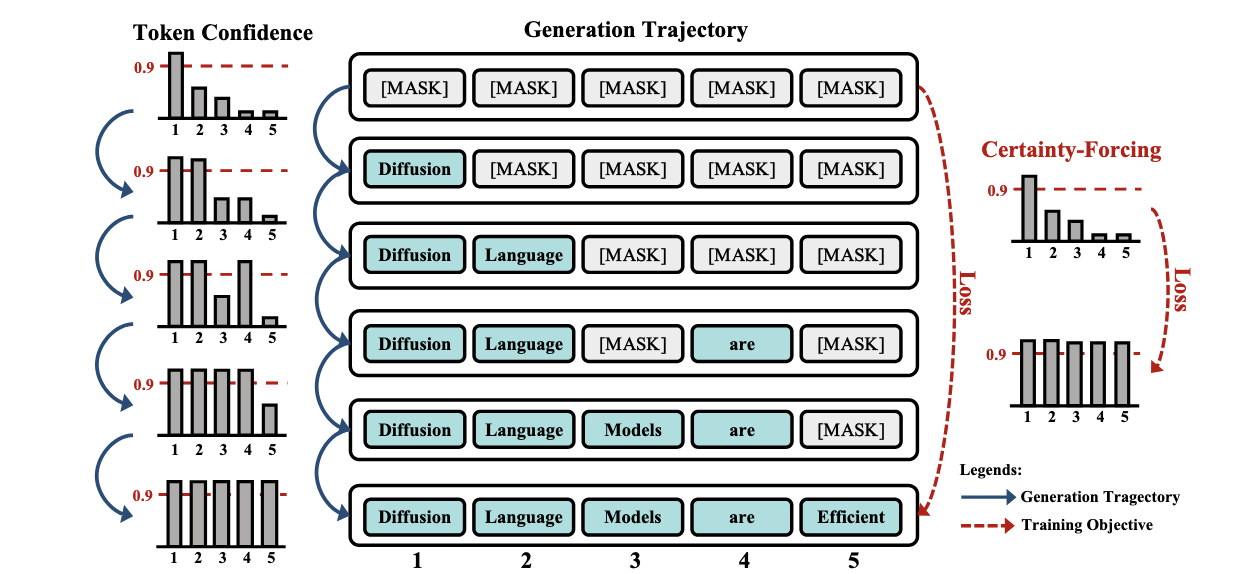 Token Confidence
0.9
1 2 3 4 5
0.9
1 2 3 4 5
0.9
1 2 3 4 5
0.9
1 2 3 4 5
0.9
1 2 3 4 5
Generation Trajectory
[MASK] [MASK] [MASK] [MASK] [MASK]
Diffusion [MASK] [MASK] [MASK] [MASK]
Diffusion Language [MASK] [MASK] [MASK]
Diffusion Language [MASK] are [MASK]
Diffusion Language Models are [MASK]
Diffusion Language Models are Efficient
1 2 3 4 5
Loss
Certainty-Forcing
0.9
1 2 3 4 5
Loss
0.9
1 2 3 4 5
Legends:
Generation Tragectory
Training Objective